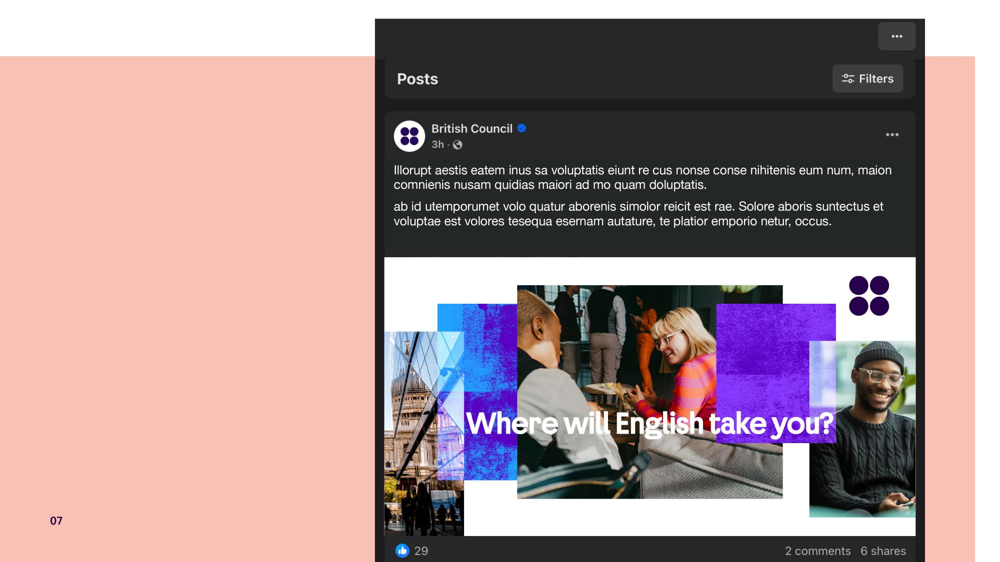 Posts
Filters
British Council
3h ·
Illorupt aestis eatem inus sa voluptatis eiunt re cus nonse conse nihitenis eum num, maion
comnienis nusam quidias maiori ad mo quam doluptatis.
ab id utemporumet volo quatur aborenis simolor reicit est rae. Solore aboris suntectus et
voluptae est volores tesequa esernam autature, te platior emporio netur, occus.
Where will English take you?
29
2 comments 6 shares
07